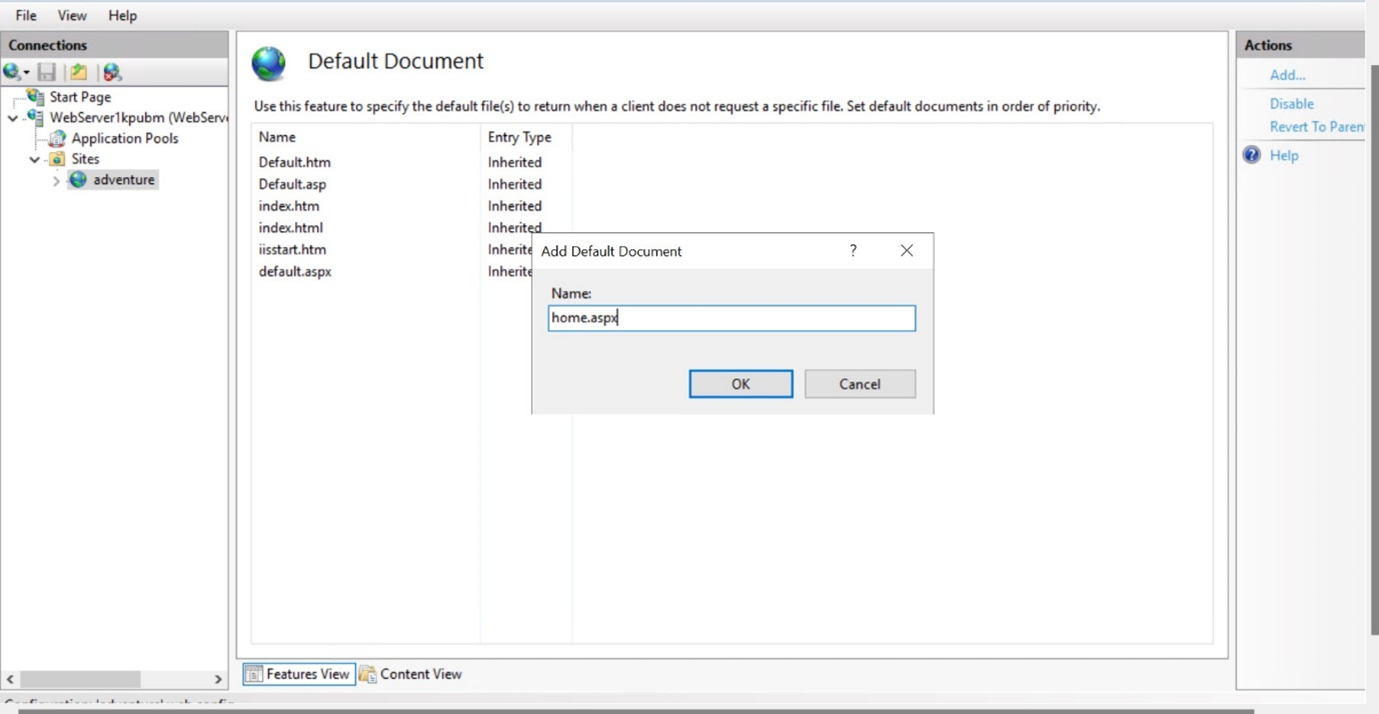 File View Help
Connections
Start Page
WebServer1kpubm (WebServ
Application Pools
Sites
adventure
Default Document
Use this feature to specify the default file(s) to return when a client does not request a specific file. Set default documents in order of priority.
Name Entry Type
Default.htm Inherited
Default.asp Inherited
index.htm Inherited
index.html Inherited
iisstart.htm Inherite
default.aspx Inherite
Add Default Document ?
Name:
home.aspx
OK Cancel
Features View Content View
Actions
Add...
Disable
Revert To Paren
Help